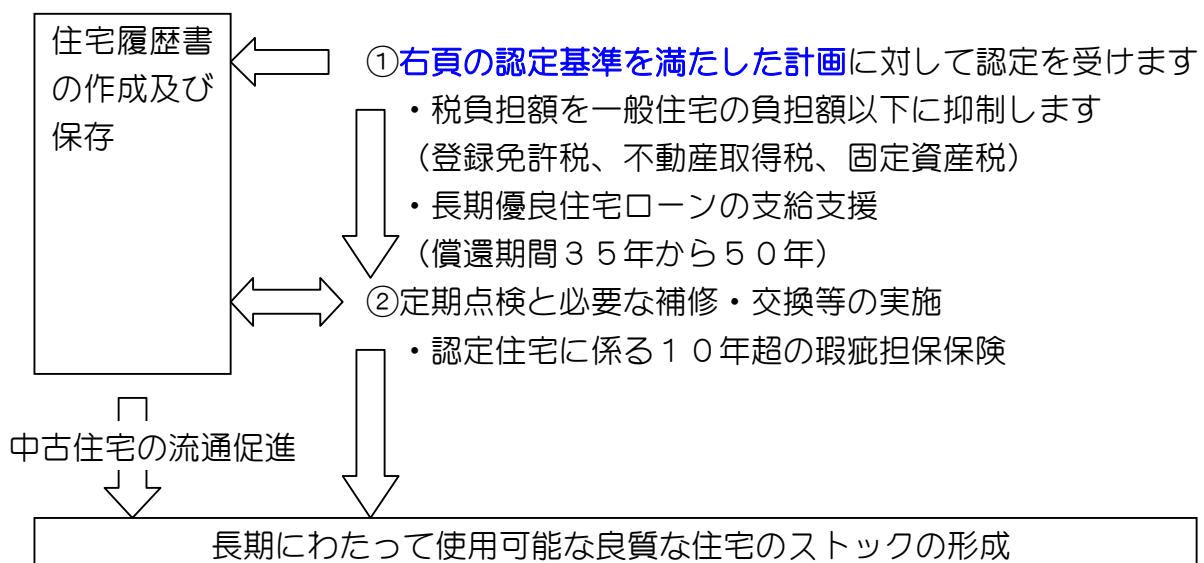 住宅履歴書
の作成及び
保存
①右頁の認定基準を満たした計画に対して認定を受けます
・税負担額を一般住宅の負担額以下に抑制します
（登録免許税、不動産取得税、固定資産税）
・長期優良住宅ローンの支給支援
（償還期間３５年から５０年）
②定期点検と必要な補修・交換等の実施
・認定住宅に係る１０年超の瑕疵担保保険
中古住宅の流通促進
長期にわたって使用可能な良質な住宅のストックの形成